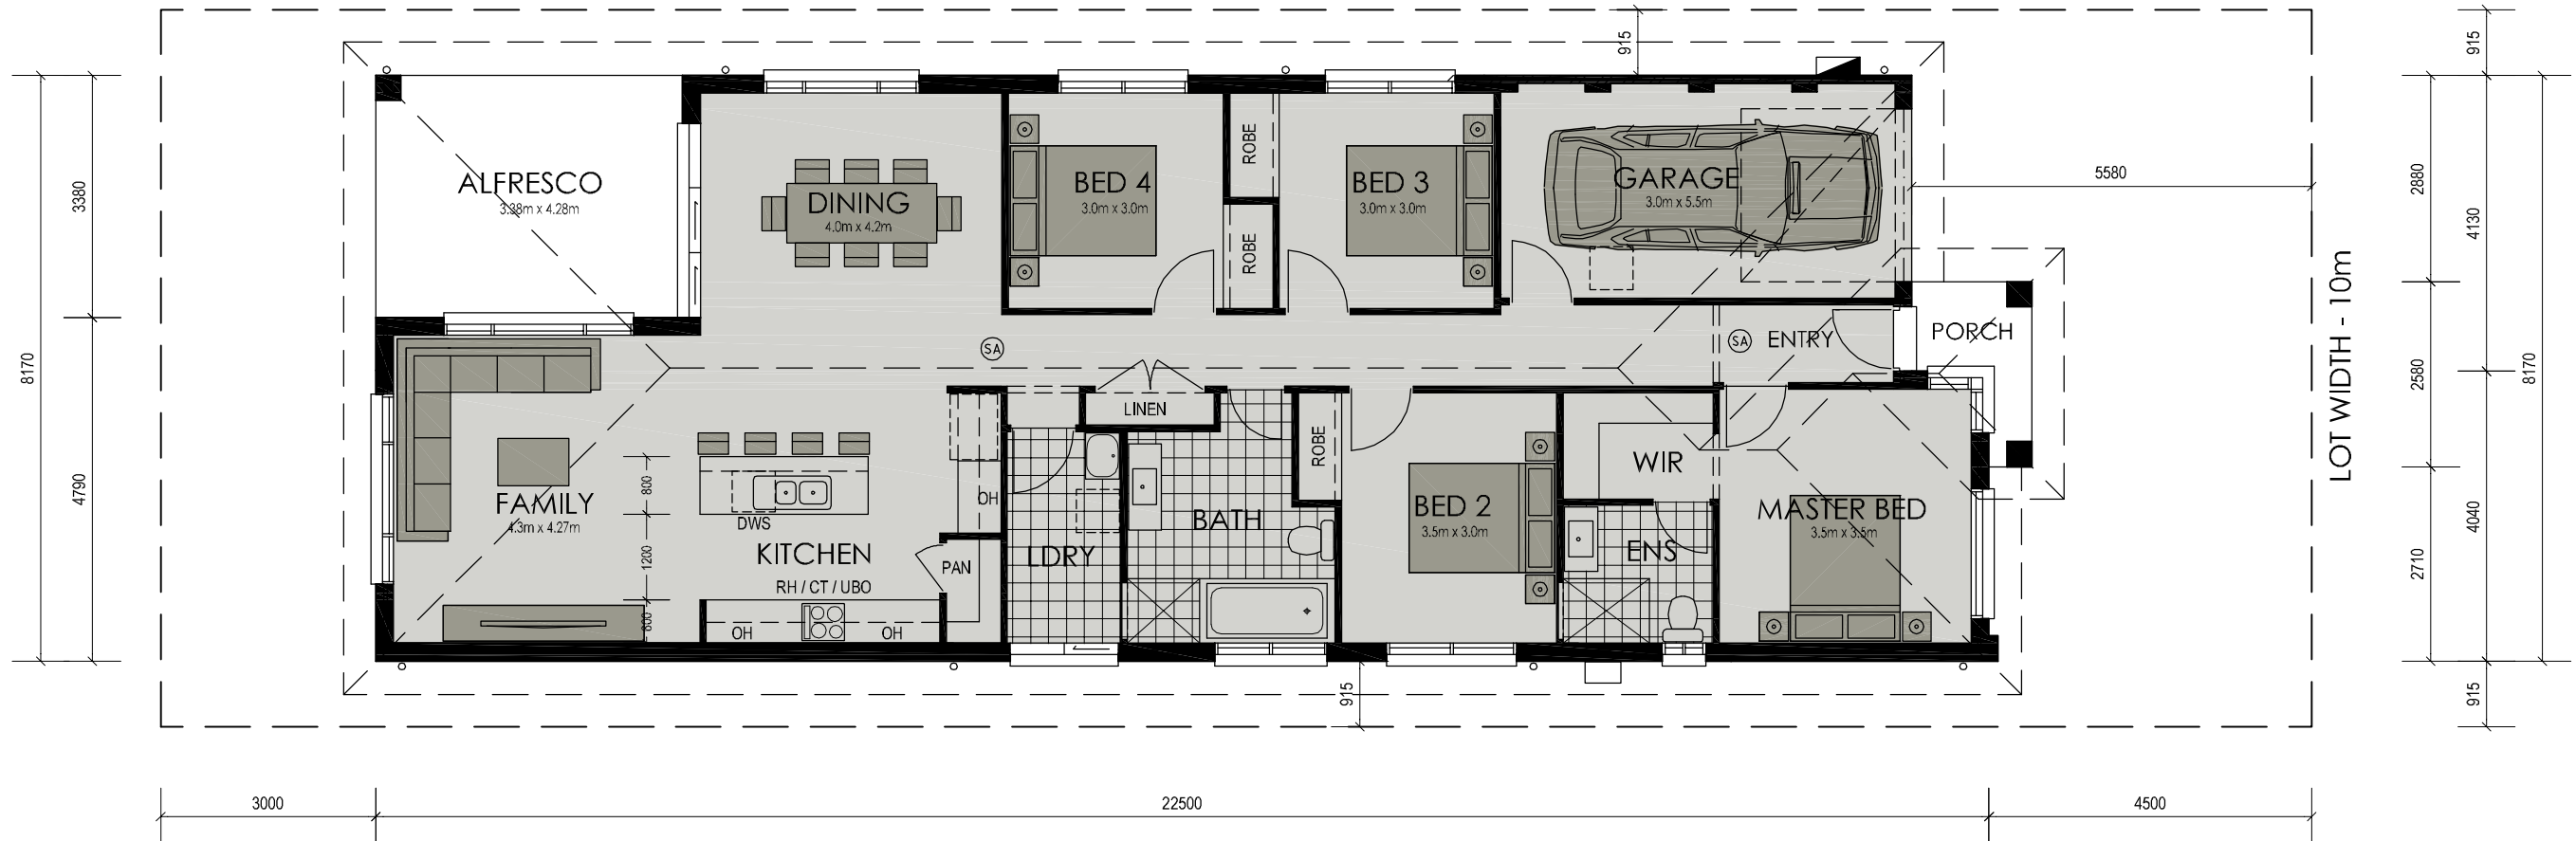 915
915
ALFRESCO
3.38m x 4.28m
DINING
4.0m x 4.2m
BED 4
3.0m x 3.0m
ROBE
ROBE
BED 3
3.0m x 3.0m
GARAGE
3.0m x 5.5m
5580
3380
4790
8170
2880
4130
2580
8170
4040
2710
LOT WIDTH - 10m
SA
SA
ENTRY
PORCH
LINEN
ROBE
FAMILY
4.3m x 4.27m
800
1200
600
DWS
KITCHEN
RH / CT / UBO
OH
OH
OH
PAN
LDRY
BATH
BED 2
3.5m x 3.0m
WIR
ENS
MASTER BED
3.5m x 3.5m
915
915
3000
22500
4500